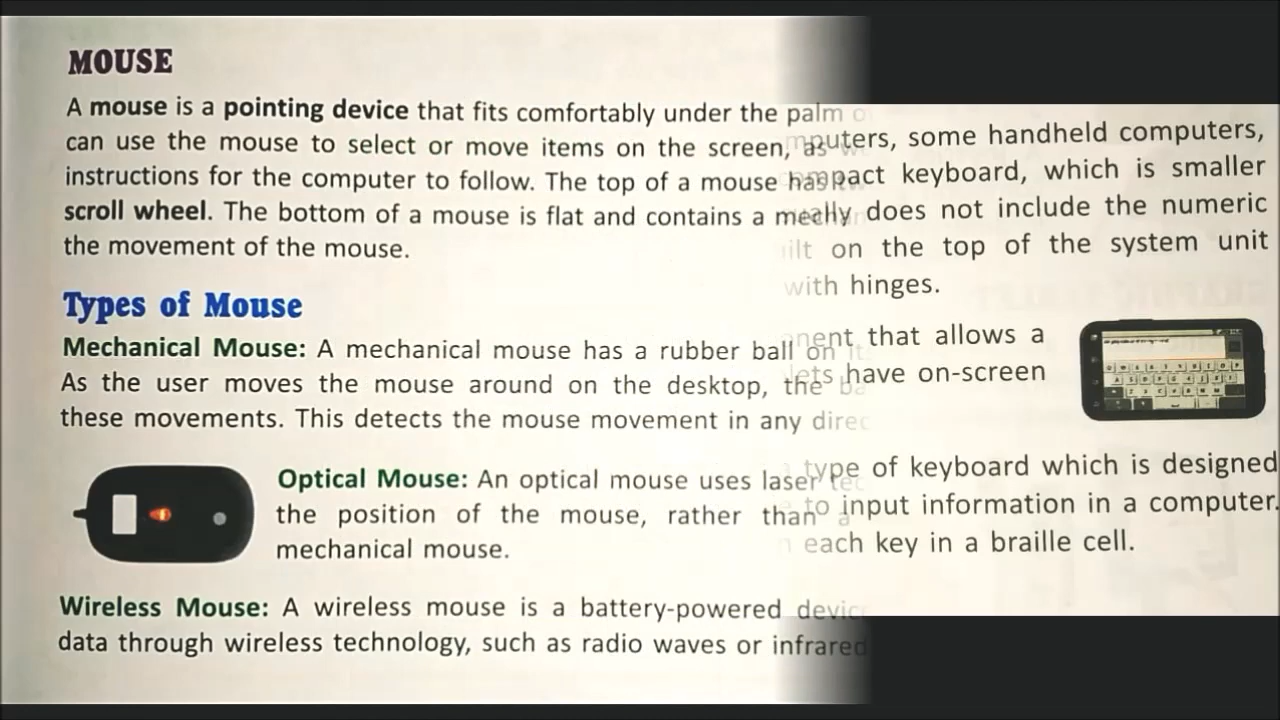 MOUSE
A mouse is a pointing device that fits comfortably under the palm
can use the mouse to select or move items on the screen, as
instructions for the computer to follow. The top of a mouse has
scroll wheel. The bottom of a mouse is flat and contains a
the movement of the mouse.
Types of Mouse
Mechanical Mouse: A mechanical mouse has a rubber ball on
As the user moves the mouse around on the desktop, the
these movements. This detects the mouse movement in any
Optical Mouse: An optical mouse uses laser
the position of the mouse, rather than
mechanical mouse.
Wireless Mouse: A wireless mouse is a battery-powered
data through wireless technology, such as radio waves or infrared
some handheld computers,
keyboard, which is smaller
does not include the numeric
on the top of the system unit
with hinges.
that allows a
have on-screen
type of keyboard which is designed
to input information in a computer.
each key in a braille cell.